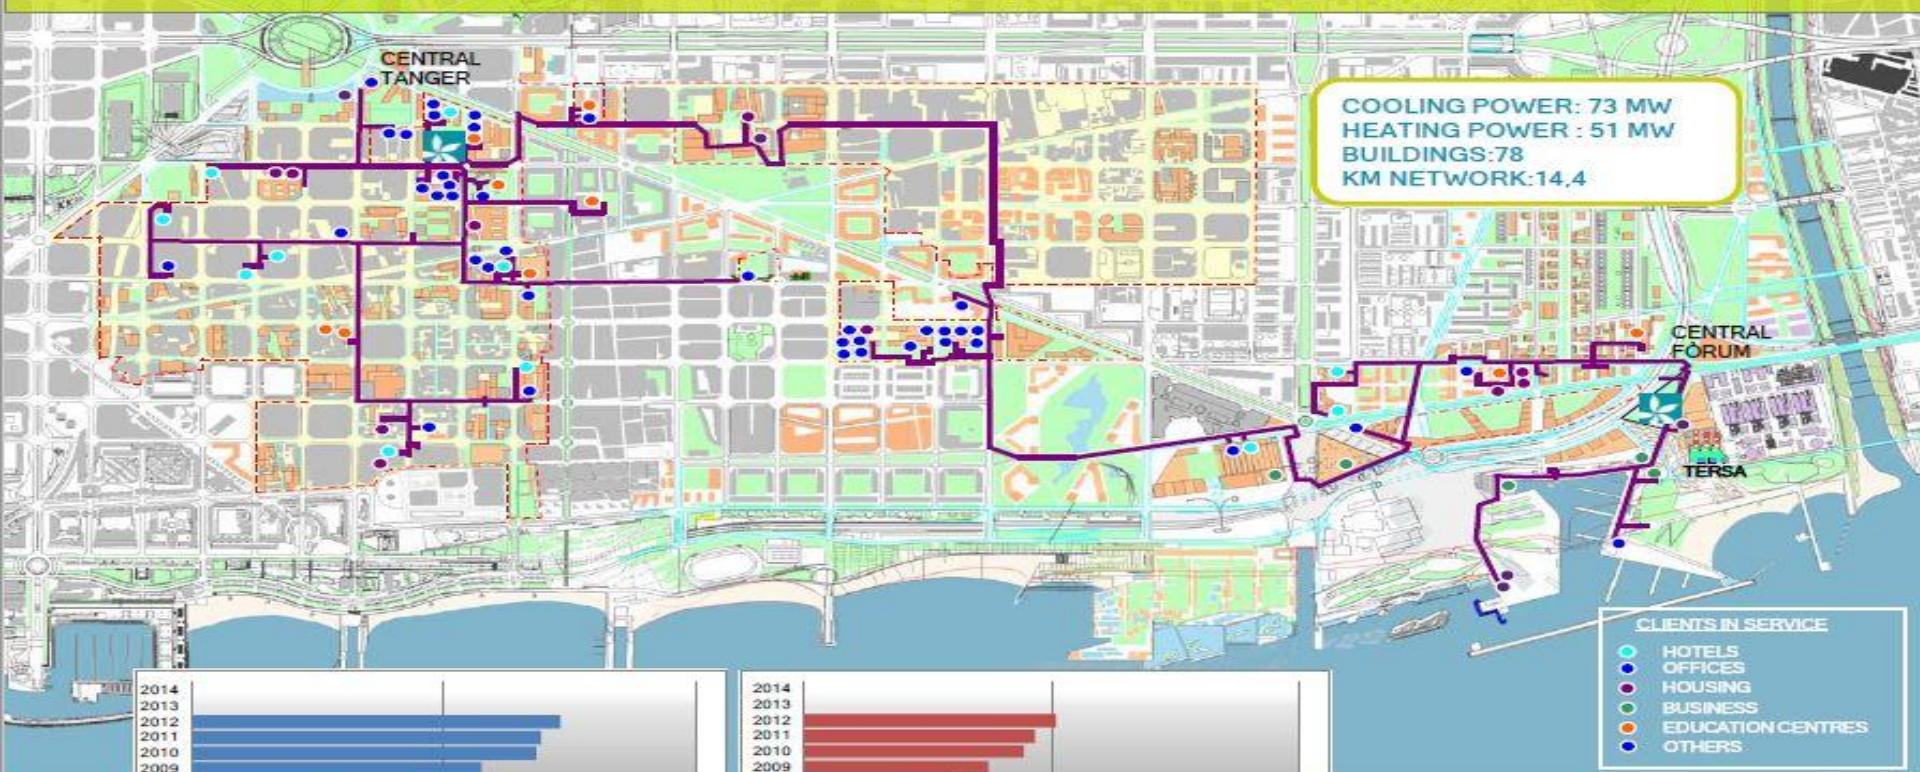 CENTRAL
TANGER
COOLING POWER: 73 MW
HEATING POWER : 51 MW
BUILDINGS:78
KM NETWORK:14,4
CENTRAL
FÒRUM
TERSA
CLIENTS IN SERVICE
HOTELS
OFFICES
HOUSING
BUSINESS
EDUCATION CENTRES
OTHERS
2014
2013
2012
2011
2010
2009
2014
2013
2012
2011
2010
2009